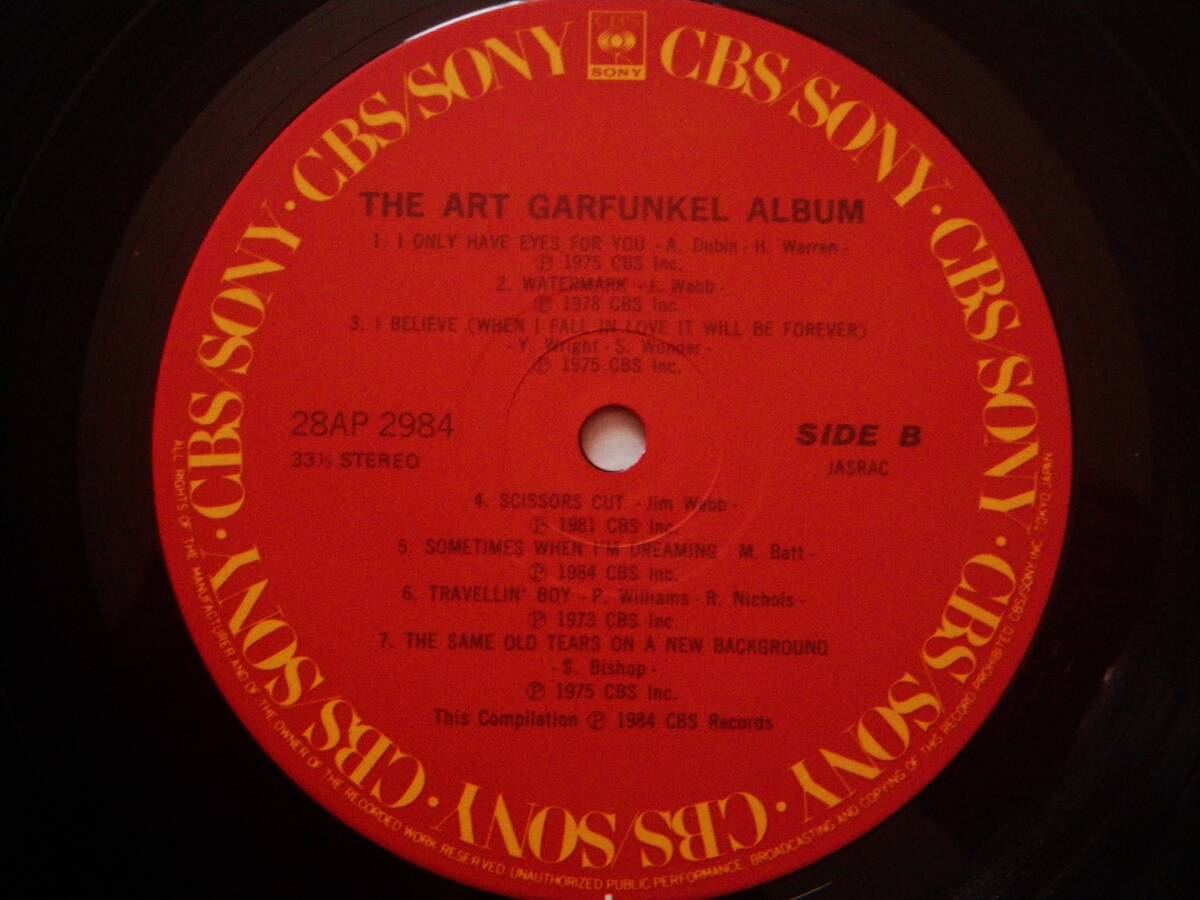 CBS
SONY
CBS/SONY · CBS/SONY · CBS/SONY · CBS/SONY · CBS/SONY · CBS/SONY · CBS/SONY · CBS/SONY · CBS/SONY · CBS/SONY
THE ART GARFUNKEL ALBUM
1. I ONLY HAVE EYES FOR YOU - A. Dubin - H. Warren -
Ⓟ 1975 CBS Inc.
2. WATERMARK - J. Webb -
Ⓟ 1978 CBS Inc.
3. I BELIEVE (WHEN I FALL IN LOVE IT WILL BE FOREVER)
- Y. Wright - S. Wonder -
Ⓟ 1975 CBS Inc.
28AP 2984
33⅓ STEREO
SIDE B
JASRAC
4. SCISSORS CUT - Jim Webb -
Ⓟ 1981 CBS Inc.
5. SOMETIMES WHEN I'M DREAMING M. Batt -
Ⓟ 1984 CBS Inc.
6. TRAVELLIN' BOY - P. Williams - R. Nichols -
Ⓟ 1973 CBS Inc.
7. THE SAME OLD TEARS ON A NEW BACKGROUND
- S. Bishop -
Ⓟ 1975 CBS Inc.
This Compilation Ⓟ 1984 CBS Records
ALL RIGHTS OF THE MANUFACTURER AND OF THE OWNER OF THE RECORDED WORK RESERVED UNAUTHORIZED PUBLIC PERFORMANCE. BROADCASTING AND COPYING OF THIS RECORD PROHIBITED CBS/SONY INC. TOKYO JAPAN